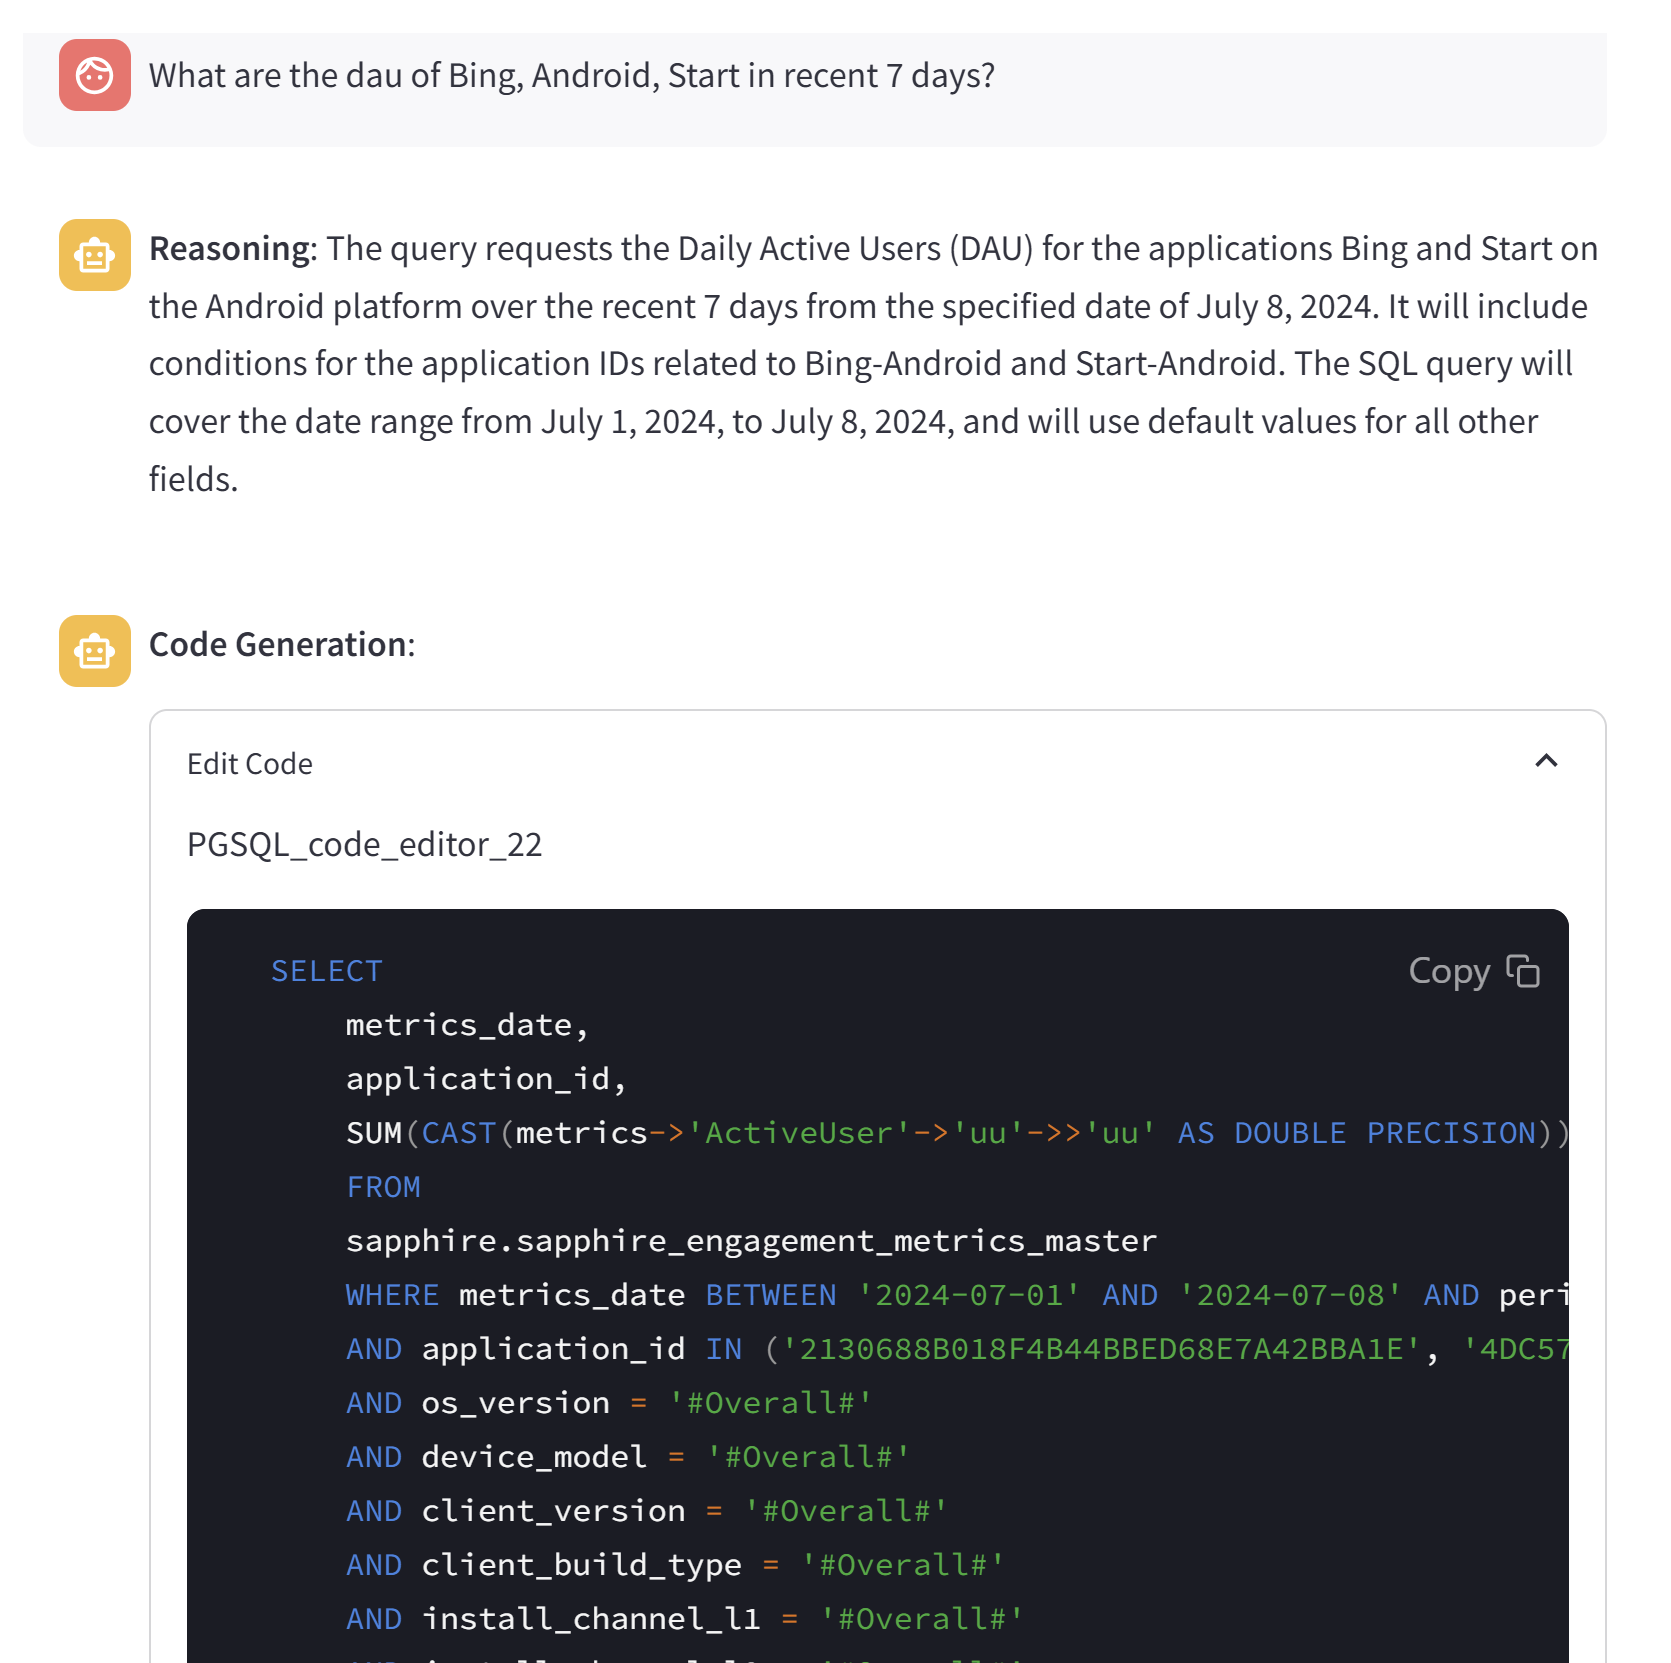 What are the dau of Bing, Android, Start in recent 7 days?
Reasoning: The query requests the Daily Active Users (DAU) for the applications Bing and Start on
the Android platform over the recent 7 days from the specified date of July 8, 2024. It will include
conditions for the application IDs related to Bing-Android and Start-Android. The SQL query will
cover the date range from July 1, 2024, to July 8, 2024, and will use default values for all other
fields.
Code Generation:
Edit Code
PGSQL_code_editor_22
Copy
SELECT
metrics_date,
application_id,
SUM(CAST(metrics->'ActiveUser'->'uu'->>'uu' AS DOUBLE PRECISION))
FROM
sapphire.sapphire_engagement_metrics_master
WHERE metrics_date BETWEEN '2024-07-01' AND '2024-07-08' AND peri
AND application_id IN ('2130688B018F4B44BBED68E7A42BBA1E', '4DC57
AND os_version = '#Overall#'
AND device_model = '#Overall#'
AND client_version = '#Overall#'
AND client_build_type = '#Overall#'
AND install_channel_l1 = '#Overall#'